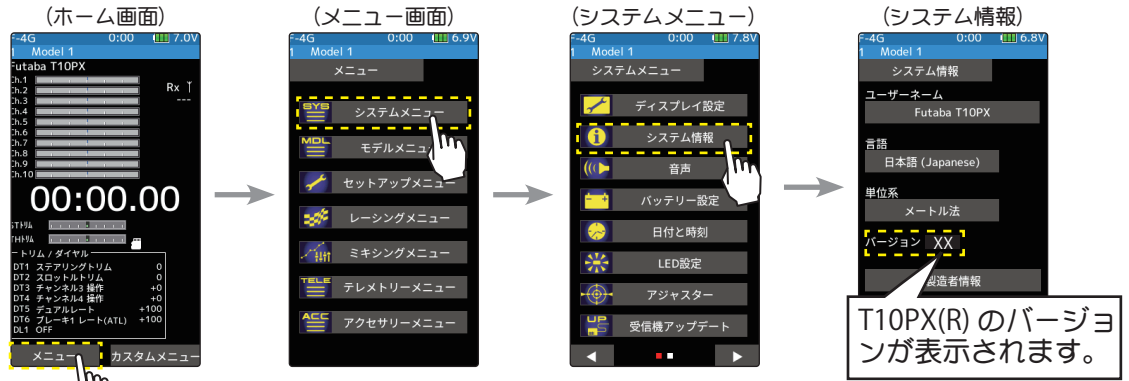 (ホーム画面)
F-4G 0:00 7.0V
1 Model 1
Futaba T10PX
Ch.1
Ch.2
Ch.3
Ch.4
Ch.5
Ch.6
Ch.7
Ch.8
Ch.9
Ch.10
Rx
---
00:00.00
STトリム
THトリム
トリム / ダイヤル
DT1 ステアリングトリム 0
DT2 スロットルトリム 0
DT3 チャンネル3 操作 +0
DT4 チャンネル4 操作 +0
DT5 デュアルレート +100
DT6 ブレーキ1 レート(ATL) +100
DL1 OFF
メニュー カスタムメニュー
(メニュー画面)
F-4G 0:00 6.9V
1 Model 1
メニュー
SYS システムメニュー
MDL モデルメニュ
セットアップメニュー
レーシングメニュー
ミキシングメニュー
TELE テレメトリーメニュー
ACC アクセサリーメニュー
(システムメニュー)
F-4G 0:00 7.8V
1 Model 1
システムメニュー
ディスプレイ設定
システム情報
音声
バッテリー設定
日付と時刻
LED設定
アジャスター
UP 受信機アップデート
(システム情報)
F-4G 0:00 6.8V
1 Model 1
システム情報
ユーザーネーム
Futaba T10PX
言語
日本語 (Japanese)
単位系
メートル法
バージョン XX
製造者情報
T10PX(R) のバージョ
ンが表示されます。